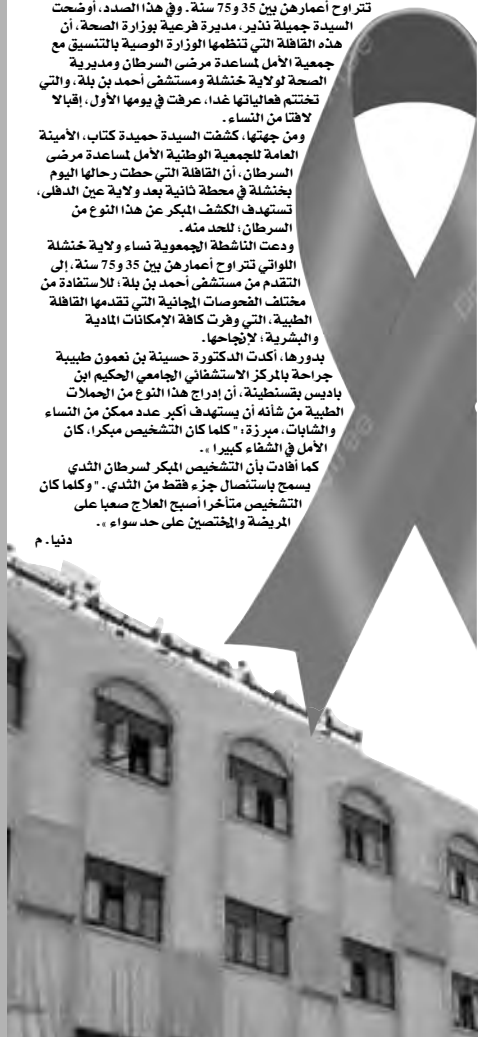 تتراوح أعمارهن بين 35 و75 سنة. وفي هذا الصدد، أوضحت
السيدة جميلة نذير، مديرة فرعية بوزارة الصحة، أن
هذه القافلة التي تنظمها الوزارة الوصية بالتنسيق مع
جمعية الأمل لمساعدة مرضى السرطان ومديرية
الصحة لولاية خنشلة ومستشفى أحمد بن بلة، والتي
تختتم فعالياتها غدا، عرفت في يومها الأول، إقبالا
لافتا من النساء.
ومن جهتها، كشفت السيدة حميدة كتاب، الأمينة
العامة للجمعية الوطنية الأمل لمساعدة مرضى
السرطان، أن القافلة التي حطت رحالها اليوم
بخنشلة في محطة ثانية بعد ولاية عين الدفلى،
تستهدف الكشف المبكر عن هذا النوع من
السرطان؛ للحد منه.
ودعت الناشطة الجمعوية نساء ولاية خنشلة
اللواتي تتراوح أعمارهن بين 35 و75 سنة، إلى
التقدم من مستشفى أحمد بن بلة؛ للاستفادة من
مختلف الفحوصات المجانية التي تقدمها القافلة
الطبية، التي وفرت كافة الإمكانات المادية
والبشرية؛ لإنجاحها.
بدورها، أكدت الدكتورة حسينة بن نعمون طبيبة
جراحة بالمركز الاستشفائي الجامعي الحكيم ابن
باديس بقسنطينة، أن إدراج هذا النوع من الحملات
الطبية من شأنه أن يستهدف أكبر عدد ممكن من النساء
والشابات، مبرزة: " كلما كان التشخيص مبكرا، كان
الأمل في الشفاء كبيرا ».
كما أفادت بأن التشخيص المبكر لسرطان الثدي
يسمح باستئصال جزء فقط من الثدي. " وكلما كان
التشخيص متأخرا أصبح العلاج صعبا على
المريضة والمختصين على حد سواء ».
دنيا. م